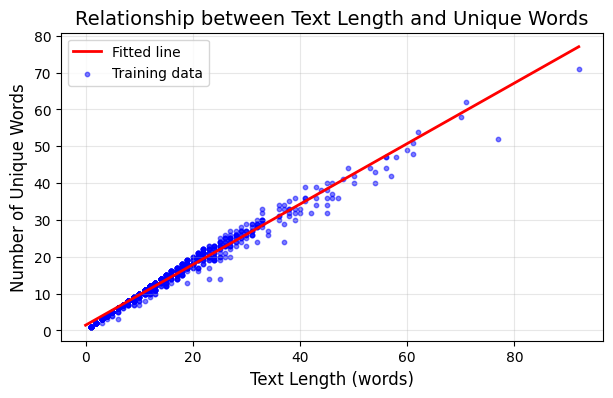 Relationship between Text Length and Unique Words
Fitted line
Training data
Number of Unique Words
80
70
60
50
40
30
20
10
0
0 20 40 60 80
Text Length (words)